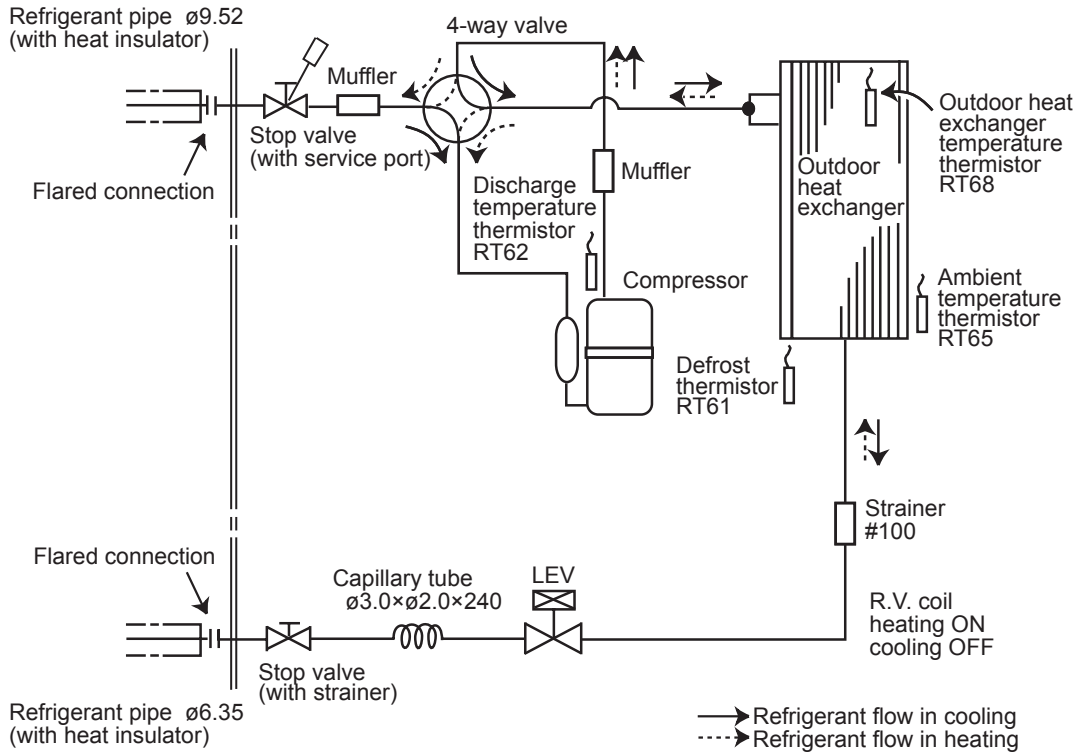 Refrigerant pipe ø9.52
(with heat insulator)
4-way valve
Muffler
Stop valve
(with service port)
Flared connection
Discharge
temperature
thermistor
RT62
Muffler
Compressor
Outdoor
heat
exchanger
Outdoor heat
exchanger
temperature
thermistor
RT68
Ambient
temperature
thermistor
RT65
Defrost
thermistor
RT61
Strainer
#100
Flared connection
Capillary tube
ø3.0×ø2.0×240
LEV
R.V. coil
heating ON
cooling OFF
Stop valve
(with strainer)
Refrigerant pipe ø6.35
(with heat insulator)
Refrigerant flow in cooling
Refrigerant flow in heating